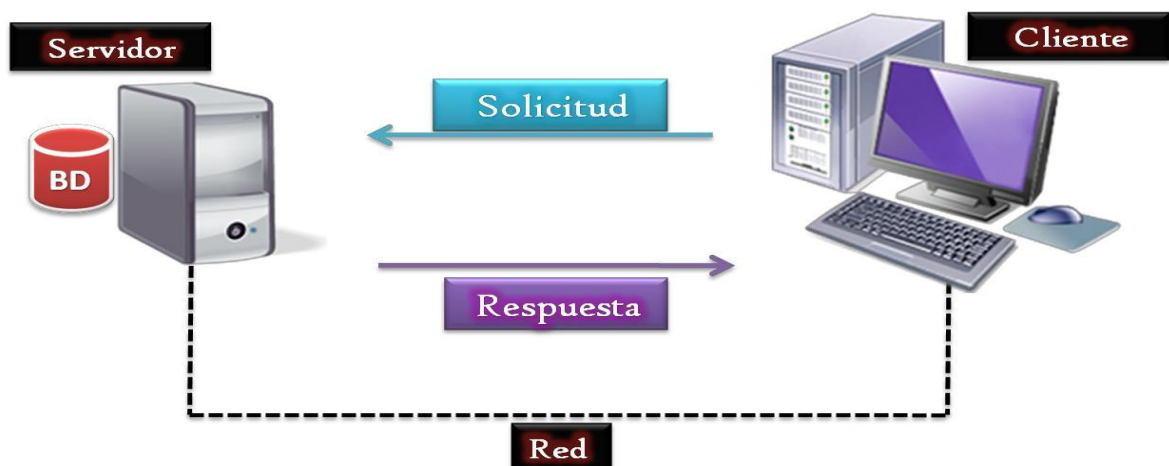 Servidor
Cliente
Solicitud
BD
Respuesta
Red